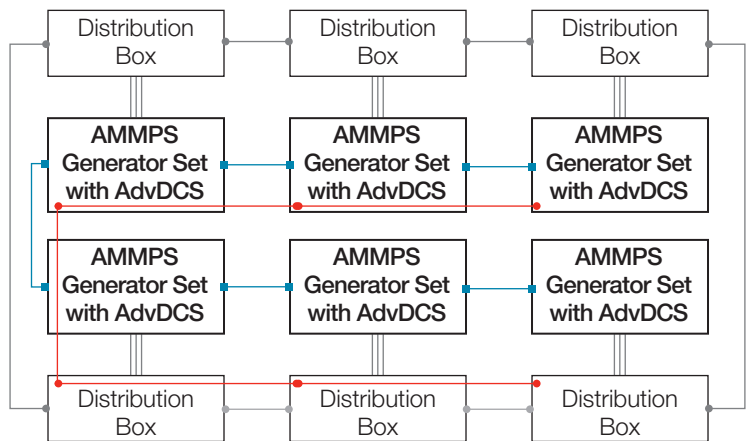 Distribution
Box
Distribution
Box
Distribution
Box
AMMPS
Generator Set
with AdvDCS
AMMPS
Generator Set
with AdvDCS
AMMPS
Generator Set
with AdvDCS
AMMPS
Generator Set
with AdvDCS
AMMPS
Generator Set
with AdvDCS
AMMPS
Generator Set
with AdvDCS
Distribution
Box
Distribution
Box
Distribution
Box